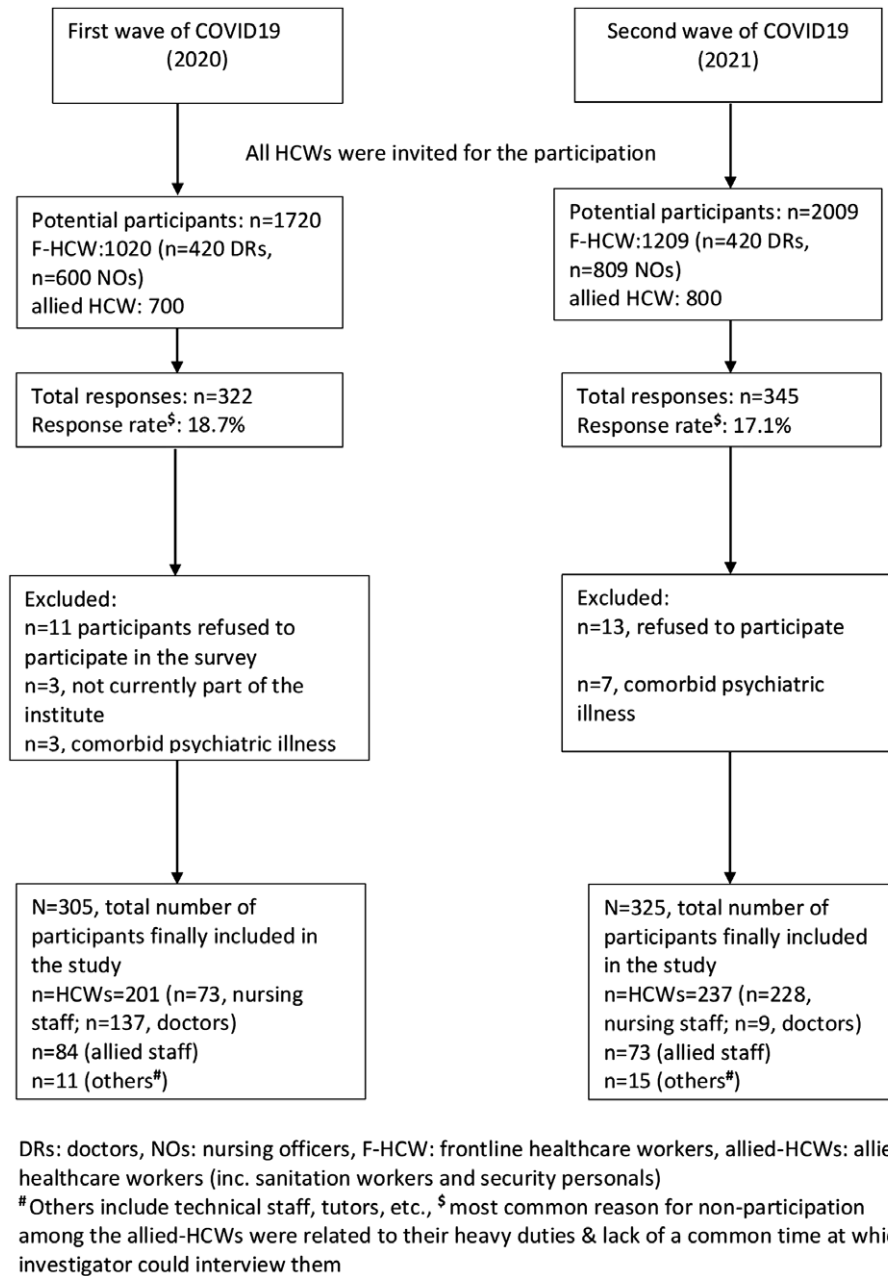 First wave of COVID19
(2020)
Second wave of COVID19
(2021)
All HCWs were invited for the participation
Potential participants: n=1720
F-HCW:1020 (n=420 DRs,
n=600 NOs)
allied HCW: 700
Potential participants: n=2009
F-HCW:1209 (n=420 DRs,
n=809 NOs)
allied HCW: 800
Total responses: n=322
Response rate$: 18.7%
Total responses: n=345
Response rate$: 17.1%
Excluded:
n=11 participants refused to
participate in the survey
n=3, not currently part of the
institute
n=3, comorbid psychiatric illness
Excluded:
n=13, refused to participate
n=7, comorbid psychiatric
illness
N=305, total number of
participants finally included in
the study
n=HCWs=201 (n=73, nursing
staff; n=137, doctors)
n=84 (allied staff)
n=11 (others#)
N=325, total number of
participants finally included
in the study
n=HCWs=237 (n=228,
nursing staff; n=9, doctors)
n=73 (allied staff)
n=15 (others#)
DRs: doctors, NOs: nursing officers, F-HCW: frontline healthcare workers, allied-HCWs: allie
healthcare workers (inc. sanitation workers and security personals)
#Others include technical staff, tutors, etc., $ most common reason for non-participation
among the allied-HCWs were related to their heavy duties & lack of a common time at whic
investigator could interview them